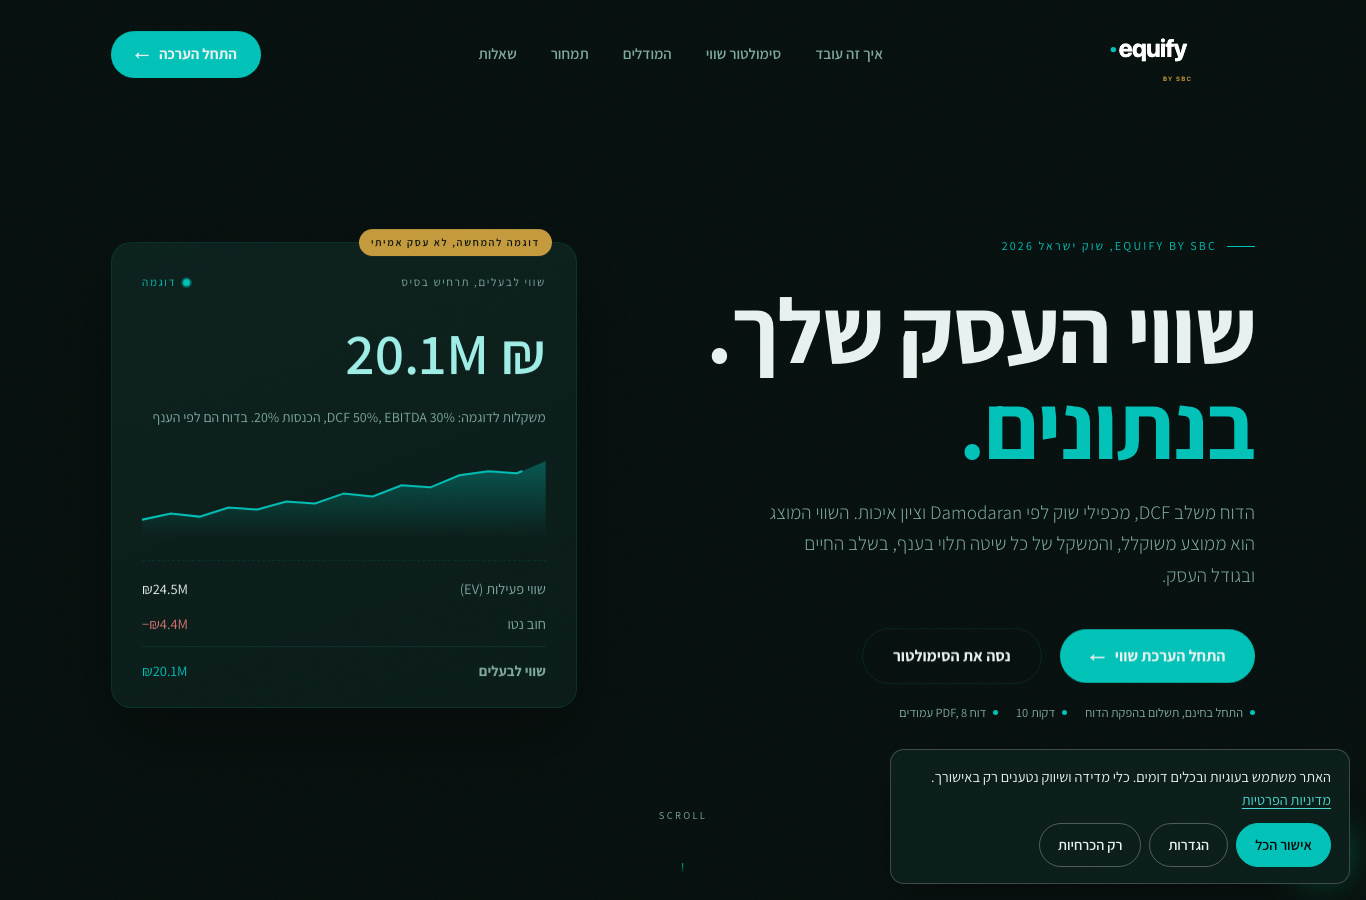 equify
BY SBC
איך זה עובד
סימולטור שווי
המודלים
תמחור
שאלות
התחל הערכה ←
EQUIFY BY SBC, שוק ישראל 2026
שווי העסק שלך.
בנתונים.
הדוח משלב DCF, מכפילי שוק לפי Damodaran וציון איכות. השווי המוצג
הוא ממוצע משוקלל, והמשקל של כל שיטה תלוי בענף, בשלב החיים
ובגודל העסק.
התחל הערכת שווי ←
נסה את הסימולטור
התחל בחינם, תשלום בהפקת הדוח
10 דקות
דוח PDF, 8 עמודים
דוגמה להמחשה, לא עסק אמיתי
שווי לבעלים, תרחיש בסיס
דוגמה
₪ 20.1M
משקלות לדוגמה: DCF 50%, EBITDA 30%, הכנסות 20%. בדוח הם לפי הענף
שווי פעילות (EV)
₪24.5M
חוב נטו
−₪4.4M
שווי לבעלים
₪20.1M
SCROLL
האתר משתמש בעוגיות ובכלים דומים. כלי מדידה ושיווק נטענים רק באישורך.
מדיניות הפרטיות
אישור הכל
הגדרות
רק הכרחיות